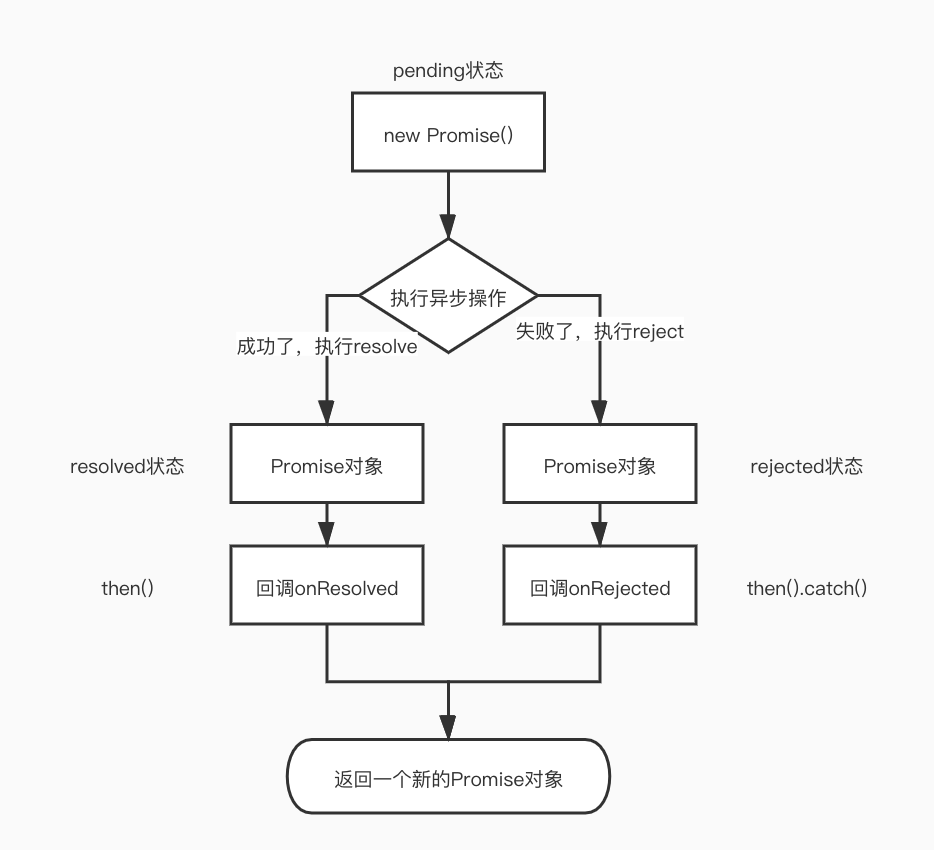 pending状态
new Promise()
执行异步操作
失败了，执行reject
成功了，执行resolve
resolved状态
Promise对象
Promise对象
rejected状态
then()
回调onResolved
回调onRejected
then().catch()
返回一个新的Promise对象